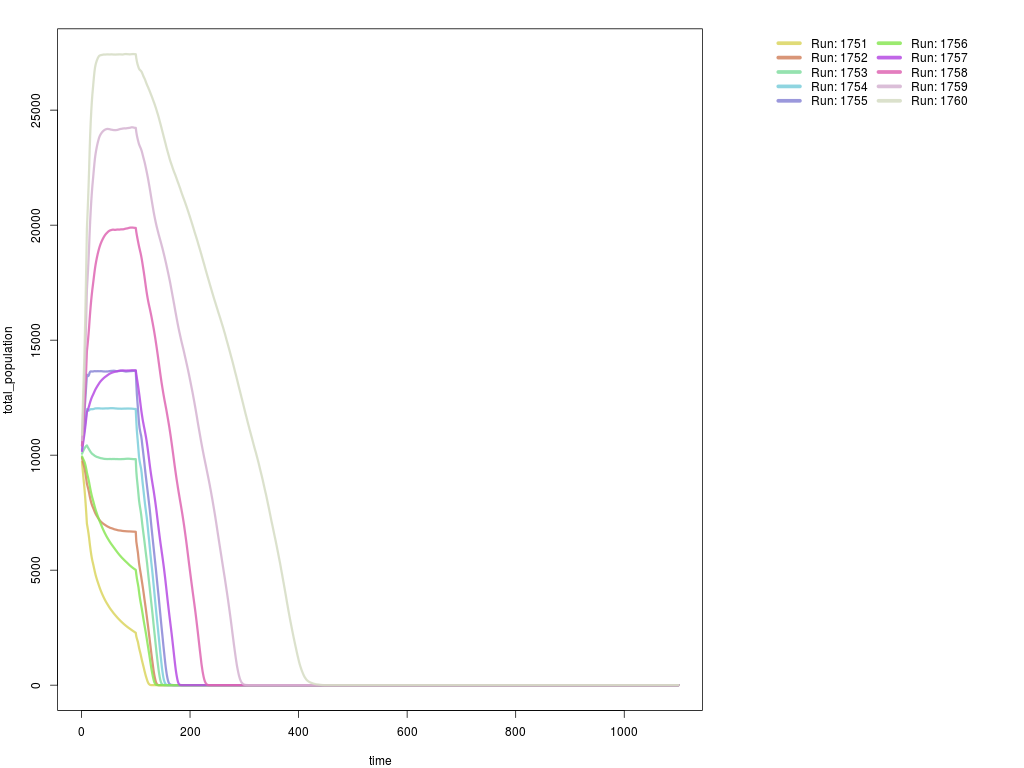 Run: 1751 Run: 1756
Run: 1752 Run: 1757
Run: 1753 Run: 1758
Run: 1754 Run: 1759
Run: 1755 Run: 1760
25000
20000
15000
10000
5000
0
total_population
0 200 400 600 800 1000
time